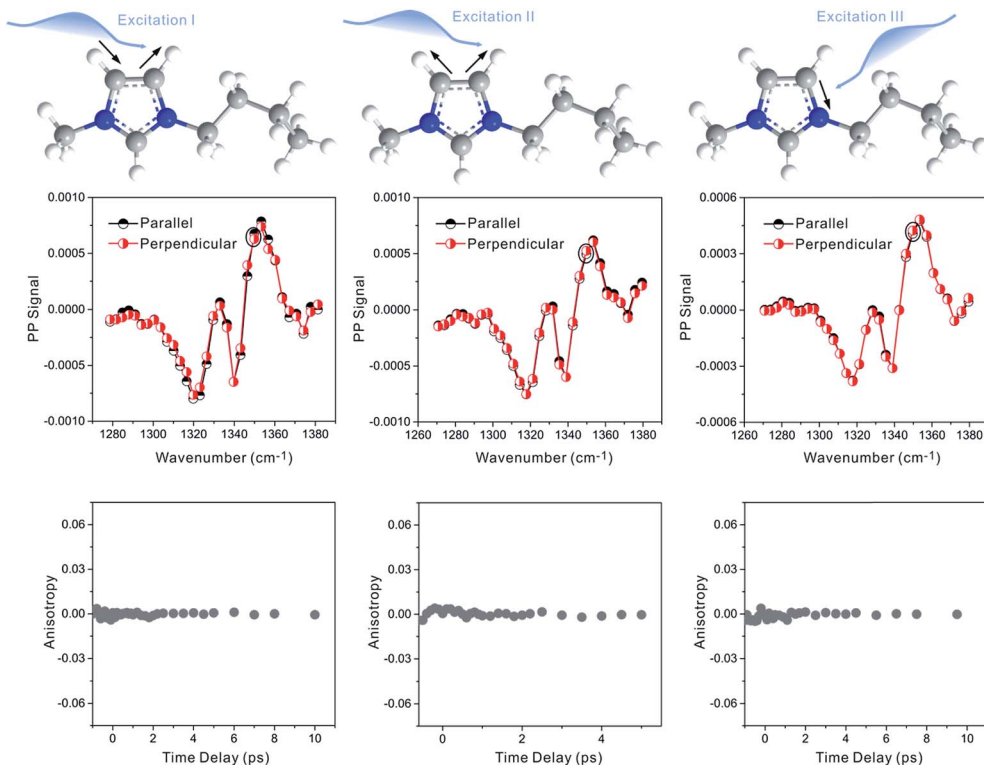 Excitation I
Excitation II
Excitation III
0.0010
0.0005
0.0000
-0.0005
-0.0010
PP Signal
Parallel
Perpendicular
1280 1300 1320 1340 1360 1380
Wavenumber (cm-1)
0.0010
0.0005
0.0000
-0.0005
-0.0010
PP Signal
Parallel
Perpendicular
1260 1280 1300 1320 1340 1360 1380
Wavenumber (cm-1)
0.0006
0.0003
0.0000
-0.0003
-0.0006
PP Signal
Parallel
Perpendicular
1260 1280 1300 1320 1340 1360 1380
Wavenumber (cm-1)
0.06
0.03
0.00
-0.03
-0.06
Anisotropy
0 2 4 6 8 10
Time Delay (ps)
0.06
0.03
0.00
-0.03
-0.06
Anisotropy
0 2 4
Time Delay (ps)
0.06
0.03
0.00
-0.03
-0.06
Anisotropy
0 2 4 6 8 10
Time Delay (ps)